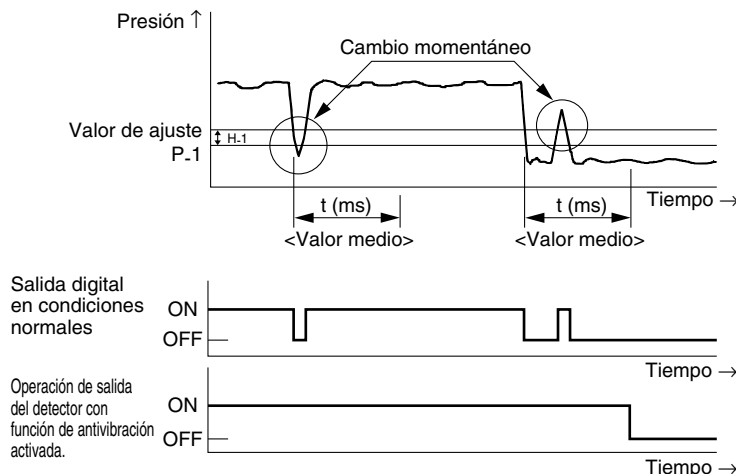 Presión ↑
Cambio momentáneo
Valor de ajuste
H-1
P-1
Tiempo →
t (ms)
t (ms)
<Valor medio>
<Valor medio>
Salida digital
en condiciones
normales
ON
OFF
Tiempo →
Operación de salida
del detector con
función de antivibración
activada.
ON
OFF
Tiempo →